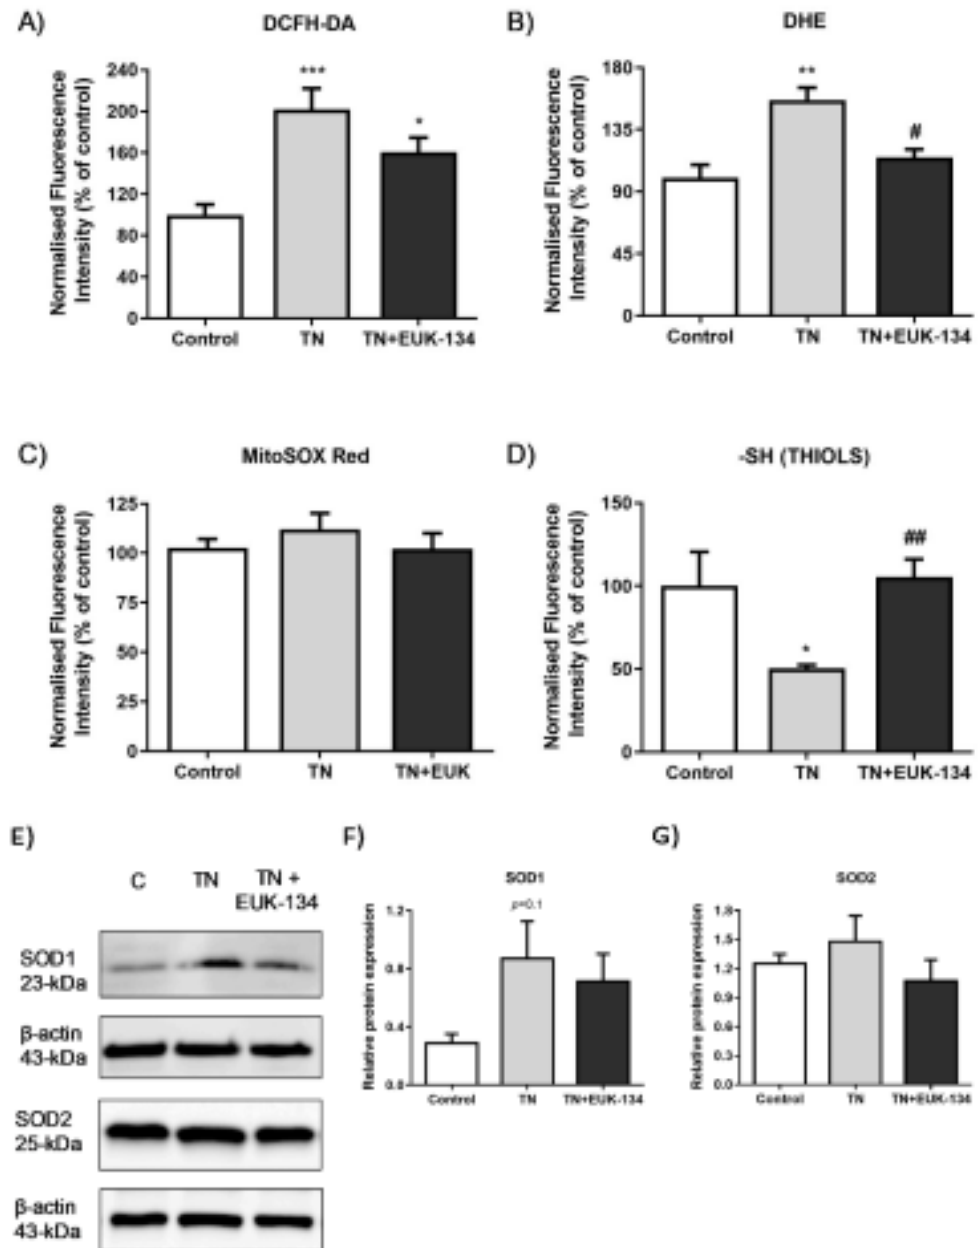 A)
DCFH-DA
Normalised Fluorescence
Intensity (% of control)
240
200
160
120
80
40
0
***
*
Control TN TN+EUK-134
B)
DHE
Normalised Fluorescence
Intensity (% of control)
180
135
90
45
0
**
#
Control TN TN+EUK-134
C)
MitoSOX Red
Normalised Fluorescence
Intensity (% of control)
125
100
75
50
25
0
Control TN TN+EUK
D)
-SH (THIOLS)
Normalised Fluorescence
Intensity (% of control)
150
100
50
0
*
##
Control TN TN+EUK-134
E)
C TN TN +
EUK-134
SOD1
23-kDa
β-actin
43-kDa
SOD2
25-kDa
β-actin
43-kDa
F)
SOD1
Relative protein expression
1.2
0.8
0.4
0.0
p=0.1
Control TN TN+EUK-134
G)
SOD2
Relative protein expression
1.8
1.5
1.2
0.9
0.6
0.3
0.0
Control TN TN+EUK-134